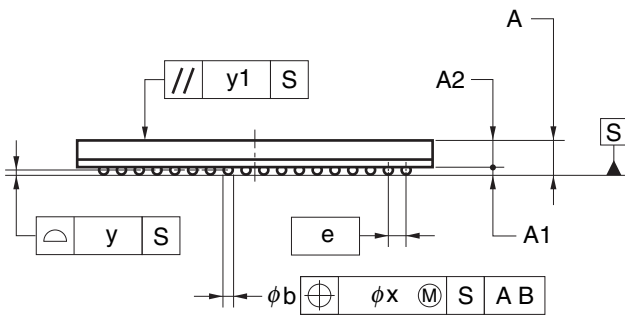 A
// y1 S
A2
S
⌓ y S
e
A1
ϕb ⌖ ϕx Ⓜ S A B